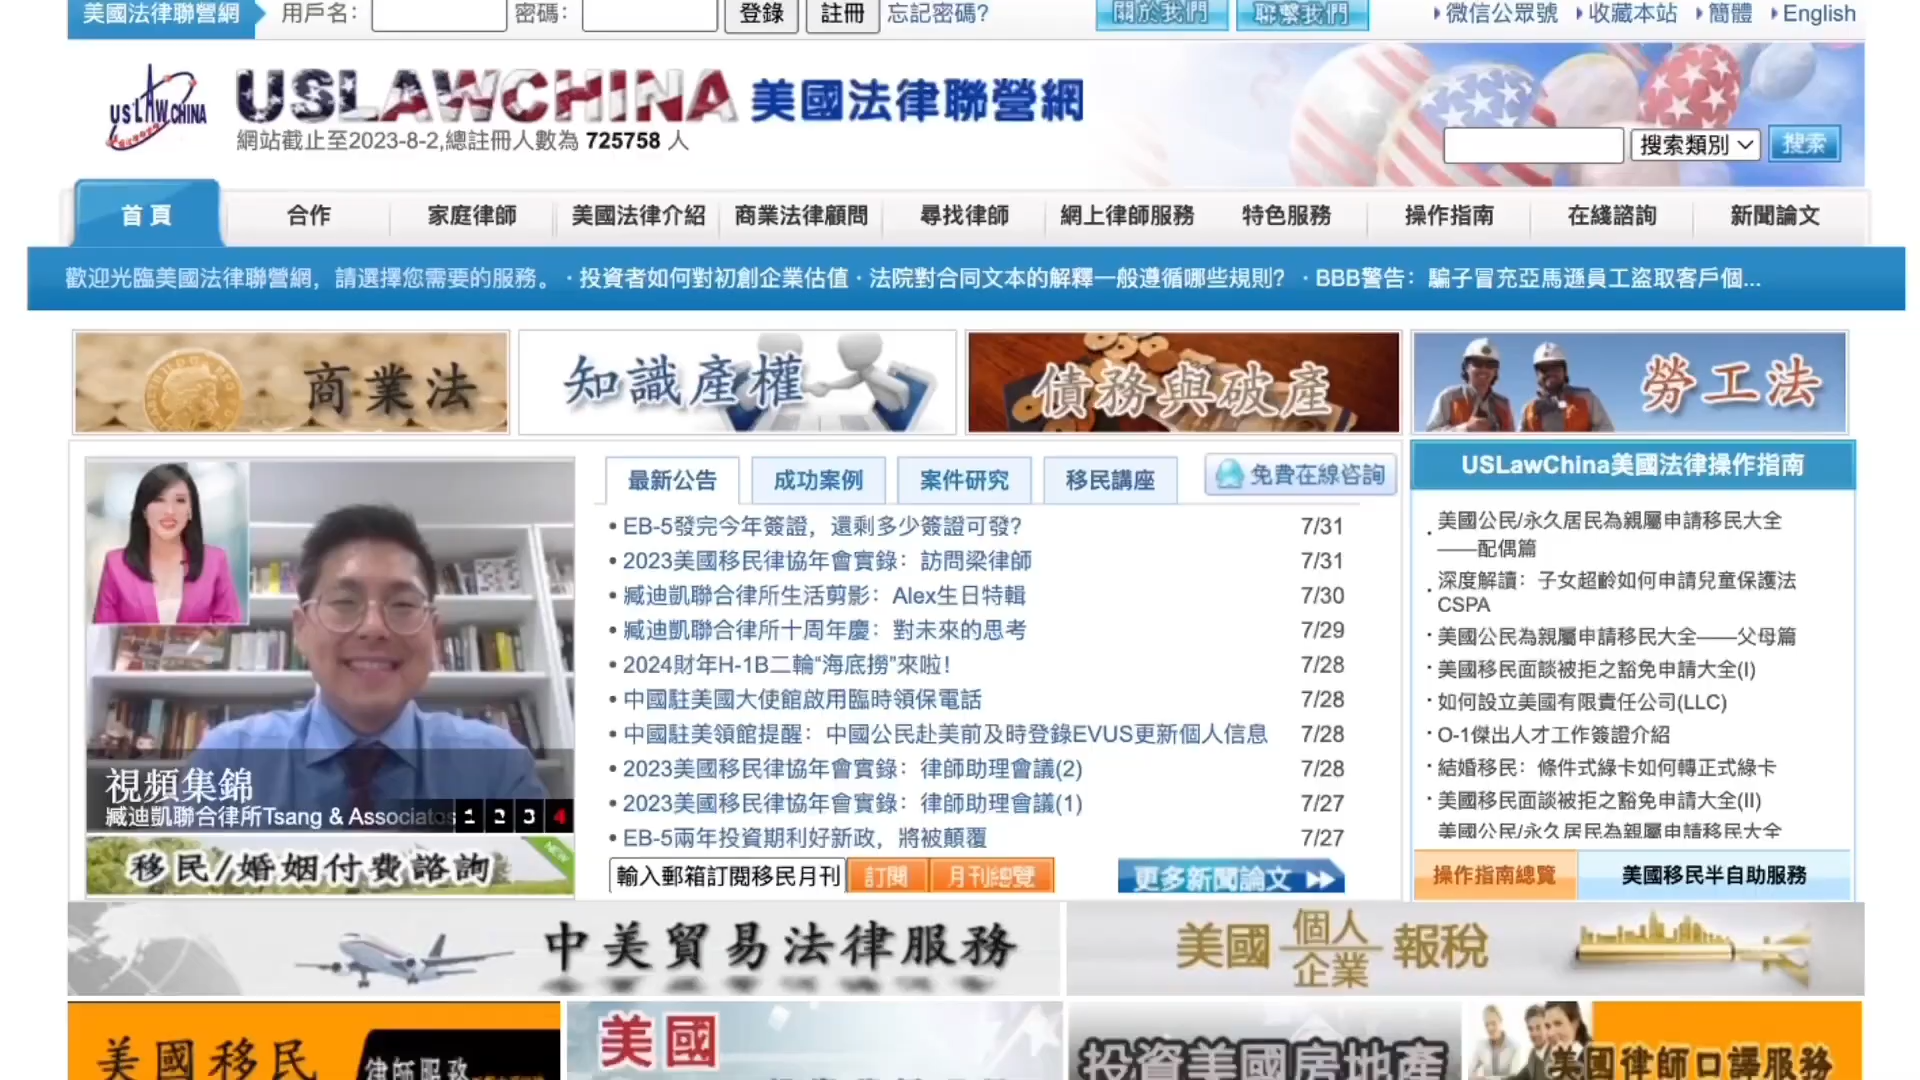 美國法律聯營網 用戶名： 密碼： 登錄 註冊 忘記密碼? 關於我們 聯繫我們 微信公眾號 收藏本站 簡體 English
US LAW CHINA
USLAWCHINA 美國法律聯營網
網站截止至2023-8-2,總註冊人數為 725758 人
搜索類別 搜索
首頁 合作 家庭律師 美國法律介紹 商業法律顧問 尋找律師 網上律師服務 特色服務 操作指南 在綫諮詢 新聞論文
歡迎光臨美國法律聯營網，請選擇您需要的服務。 · 投資者如何對初創企業估值 · 法院對合同文本的解釋一般遵循哪些規則？ · BBB警告：騙子冒充亞馬遜員工盜取客戶個...
商業法 知識產權 債務與破產 勞工法
最新公告 成功案例 案件研究 移民講座 免費在線咨詢
• EB-5發完今年簽證，還剩多少簽證可發？ 7/31
• 2023美國移民律協年會實錄：訪問梁律師 7/31
• 臧迪凱聯合律所生活剪影：Alex生日特輯 7/30
• 臧迪凱聯合律所十周年慶：對未來的思考 7/29
• 2024財年H-1B二輪“海底撈”來啦！ 7/28
• 中國駐美國大使館啟用臨時領保電話 7/28
• 中國駐美領館提醒：中國公民赴美前及時登錄EVUS更新個人信息 7/28
• 2023美國移民律協年會實錄：律師助理會議(2) 7/28
• 2023美國移民律協年會實錄：律師助理會議(1) 7/27
• EB-5兩年投資期利好新政，將被顛覆 7/27
輸入郵箱訂閱移民月刊 訂閱 月刊總覽 更多新聞論文
視頻集錦
臧迪凱聯合律所Tsang & Associates 1 2 3 4
移民/婚姻付費諮詢 NEW
USLawChina美國法律操作指南
· 美國公民/永久居民為親屬申請移民大全
——配偶篇
· 深度解讀：子女超齡如何申請兒童保護法
CSPA
· 美國公民為親屬申請移民大全——父母篇
· 美國移民面談被拒之豁免申請大全(I)
· 如何設立美國有限責任公司(LLC)
· O-1傑出人才工作簽證介紹
· 結婚移民：條件式綠卡如何轉正式綠卡
· 美國移民面談被拒之豁免申請大全(II)
美國公民/永久居民為親屬申請移民大全
操作指南總覽 美國移民半自助服務
中美貿易法律服務 美國個人企業報稅
美國移民 律師服務 美國 投資美國房地產 美國律師口譯服務